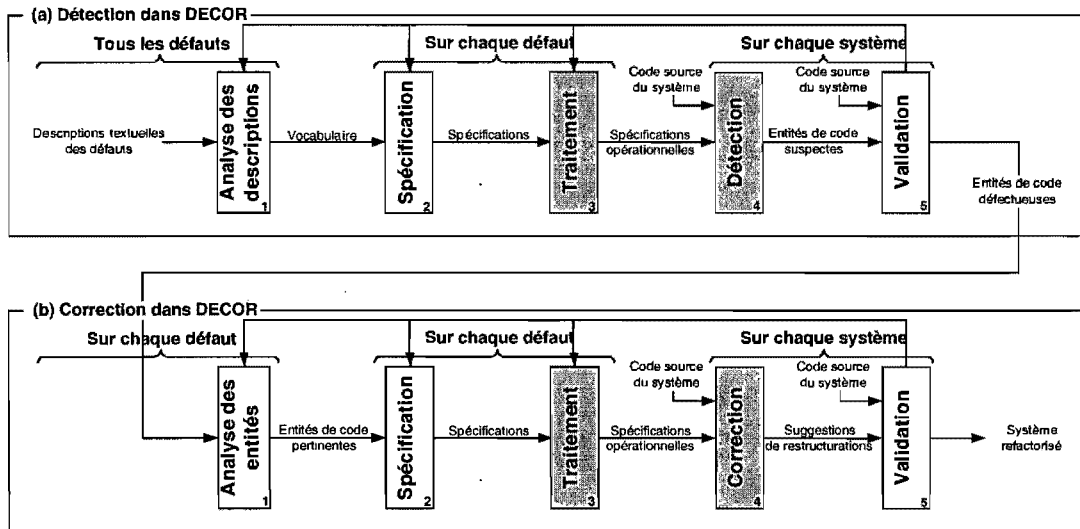 (a) Détection dans DECOR
Tous les défauts
Sur chaque défaut
Sur chaque système
Descriptions textuelles
des défauts
Analyse des
descriptions
1
Vocabulaire
Spécification
2
Spécifications
Traitement
3
Spécifications
opérationnelles
Code source
du système
Détection
4
Entités de code
suspectes
Code source
du système
Validation
5
Entités de code
défectueuses
(b) Correction dans DECOR
Sur chaque défaut
Sur chaque défaut
Sur chaque système
Analyse des
entités
1
Entités de code
pertinentes
Spécification
2
Spécifications
Traitement
3
Spécifications
opérationnelles
Code source
du système
Correction
4
Suggestions
de restructurations
Code source
du système
Validation
5
Système
refactorisé